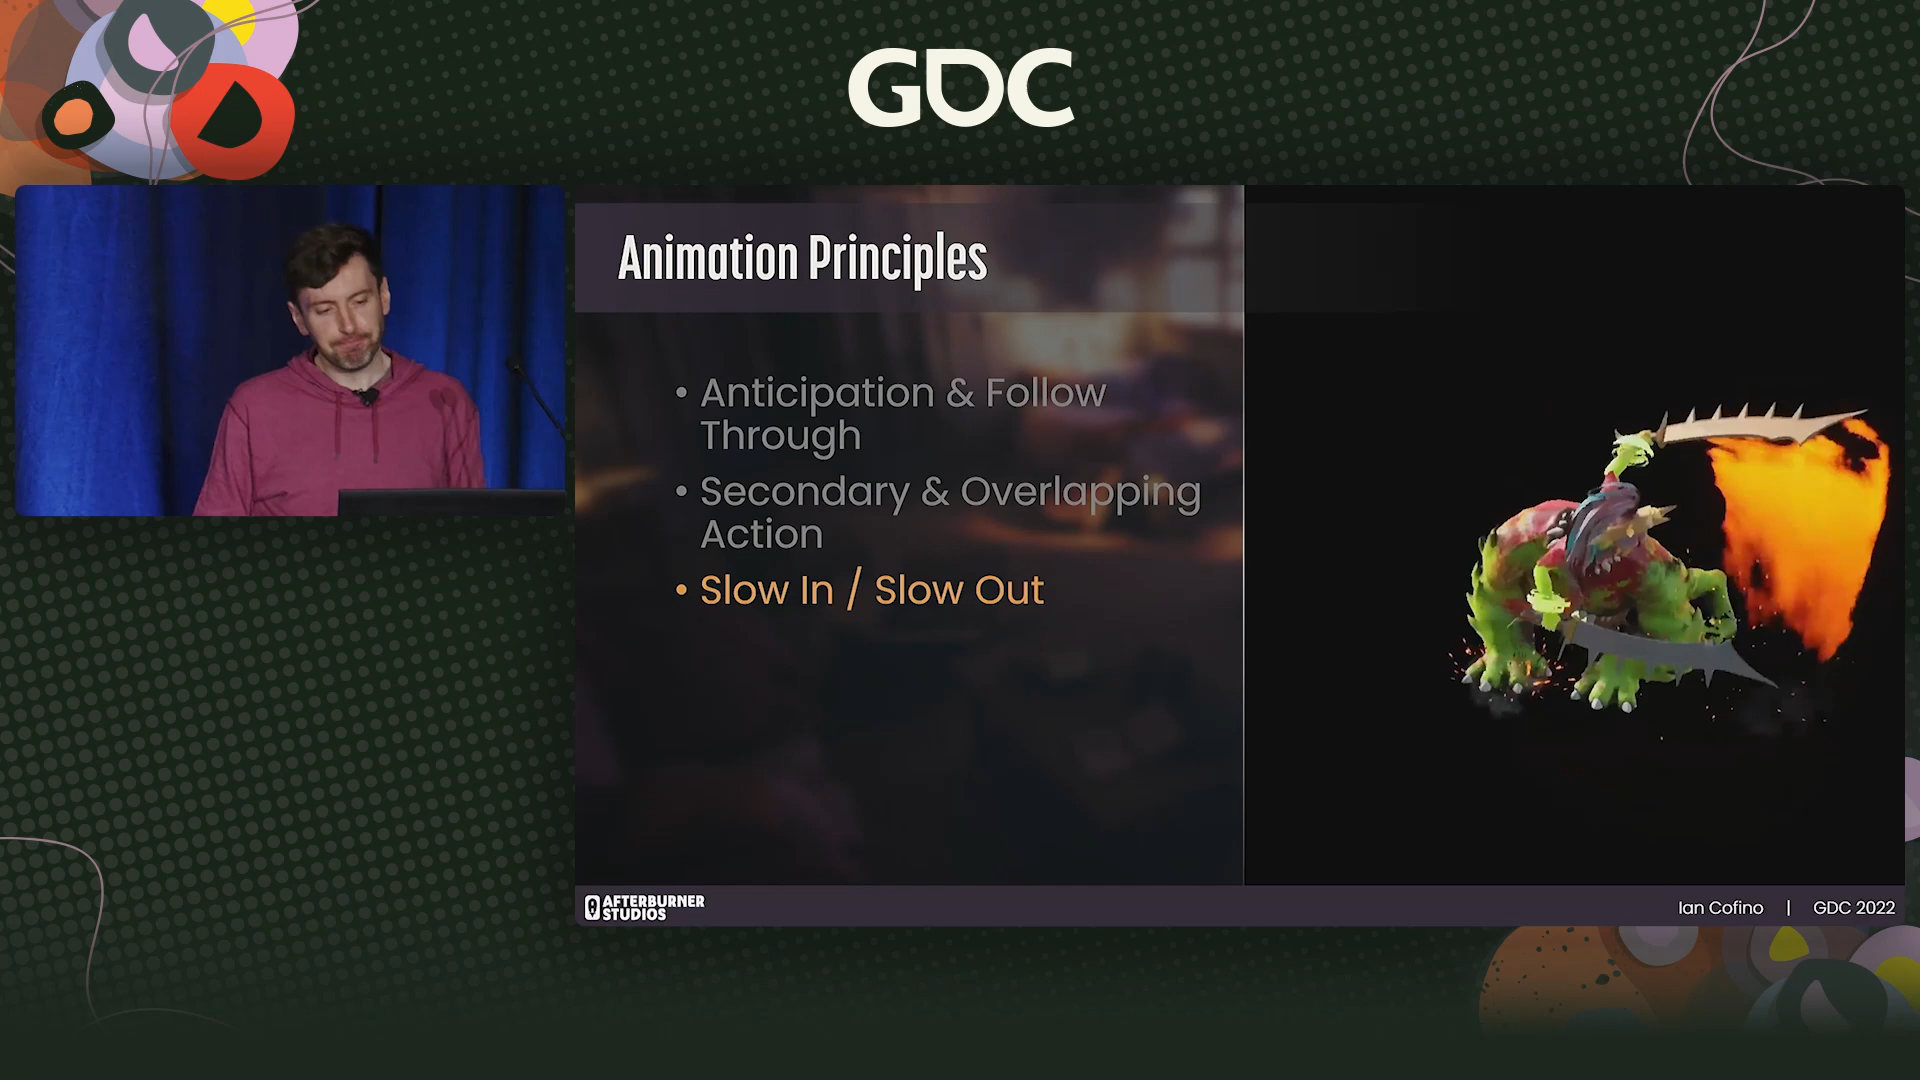 GDC
Animation Principles
• Anticipation & Follow
Through
• Secondary & Overlapping
Action
• Slow In / Slow Out
AFTERBURNER
STUDIOS
Ian Cofino | GDC 2022